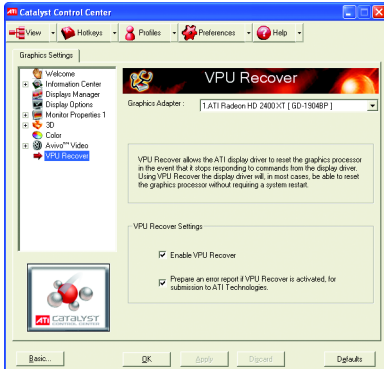 ATI Catalyst Control Center
View Hotkeys Profiles Preferences Help
Graphics Settings
Welcome
Information Center
Displays Manager
Display Options
Monitor Properties 1
3D
Color
Avivo™ Video
VPU Recover
VPU Recover
Graphics Adapter : 1.ATI Radeon HD 2400 XT [ GD-1904BP ]
VPU Recover allows the ATI display driver to reset the graphics processor
in the event that it stops responding to commands from the display driver.
Using VPU Recover the display driver will, in most cases, be able to reset
the graphics processor without requiring a system restart.
VPU Recover Settings
Enable VPU Recover
Prepare an error report if VPU Recover is activated, for
submission to ATI Technologies.
ATI CATALYST
CONTROL CENTER
Basic... OK Apply Discard Defaults